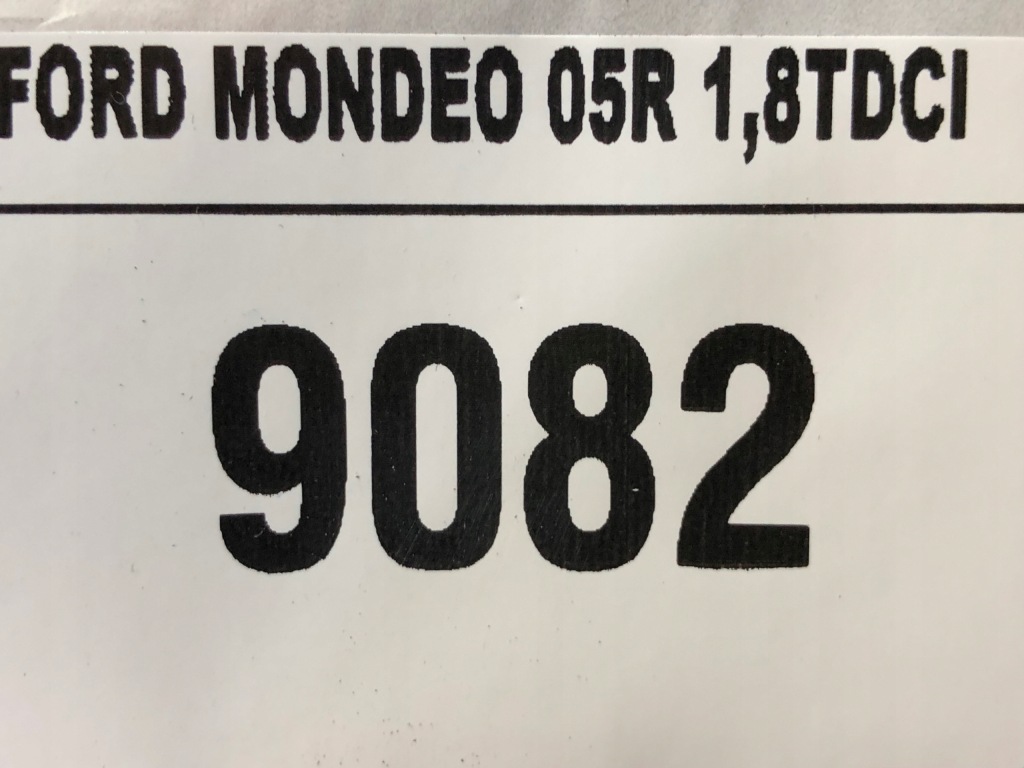 FORD MONDEO 05R 1,8TDCI
9082